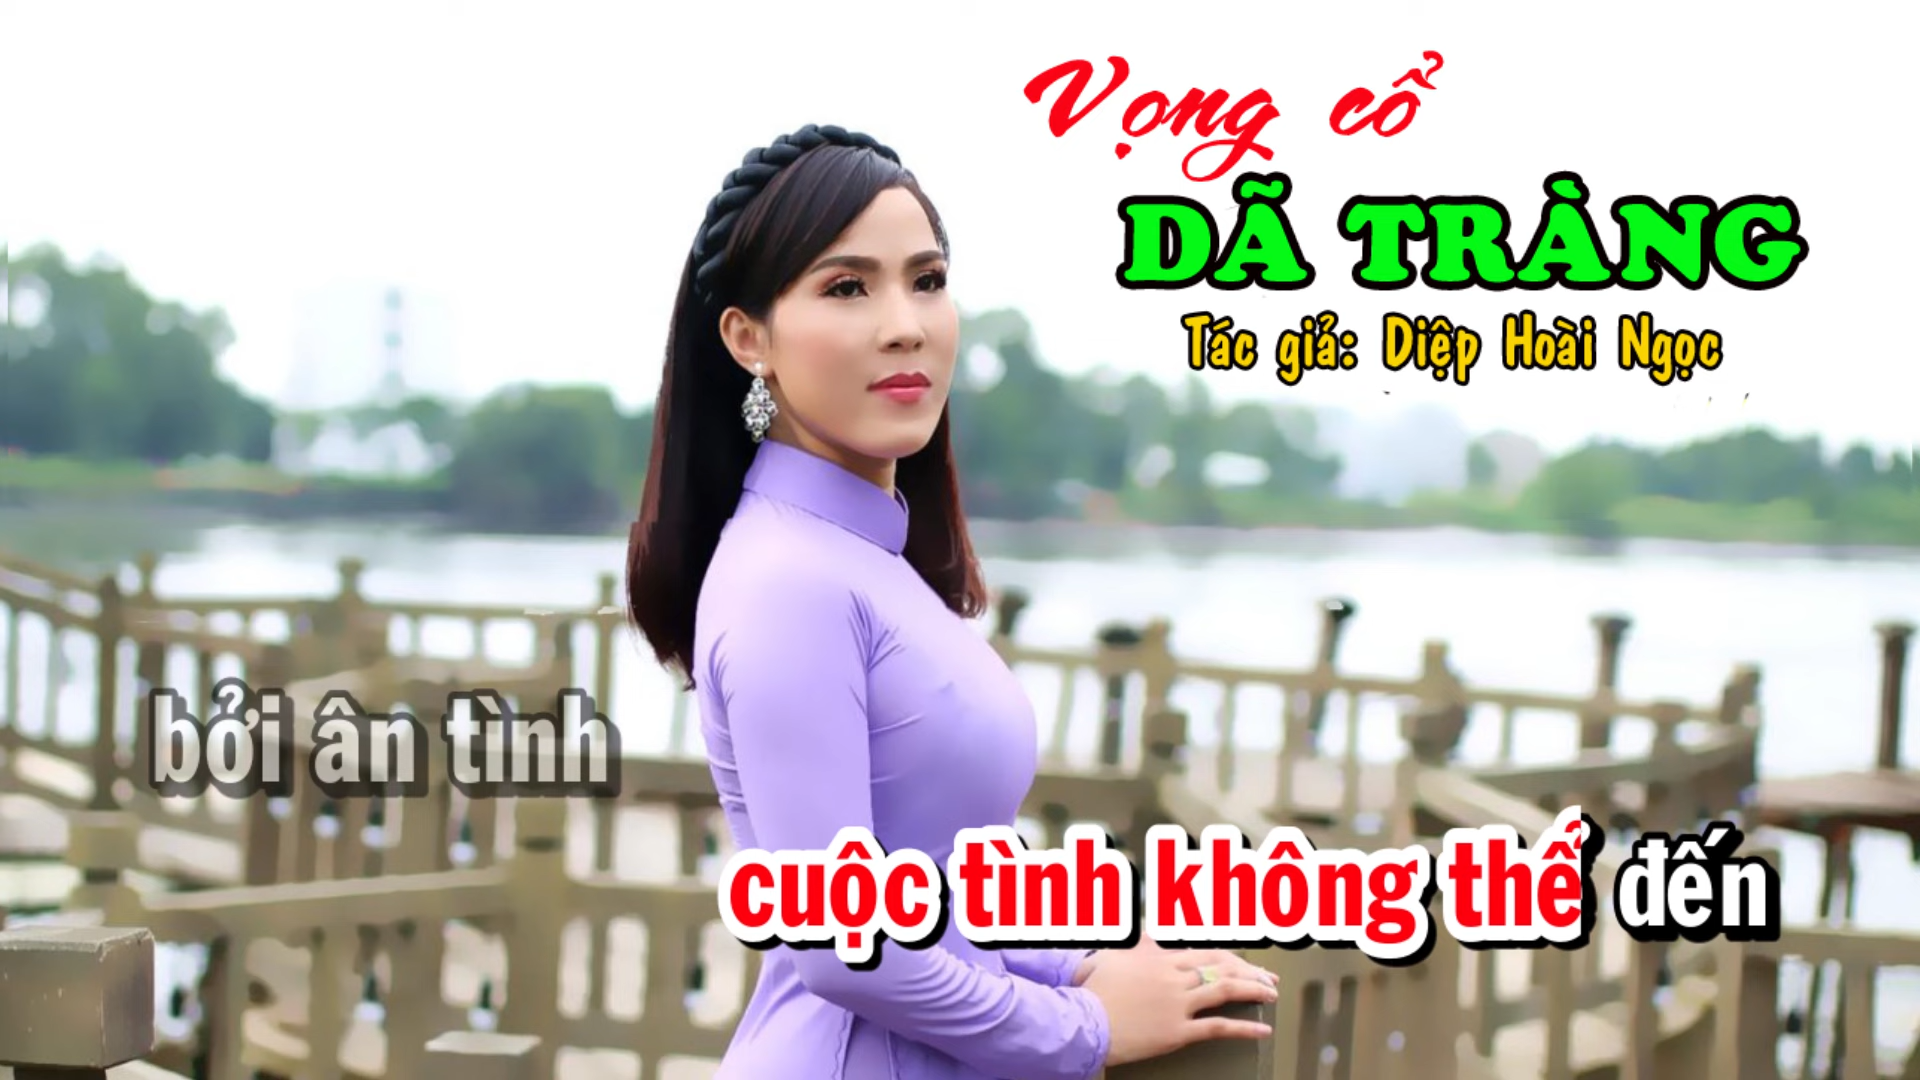 Vọng cổ
DÃ TRÀNG
Tác giả: Diệp Hoài Ngọc
bởi ân tình
cuộc tình không thể đến